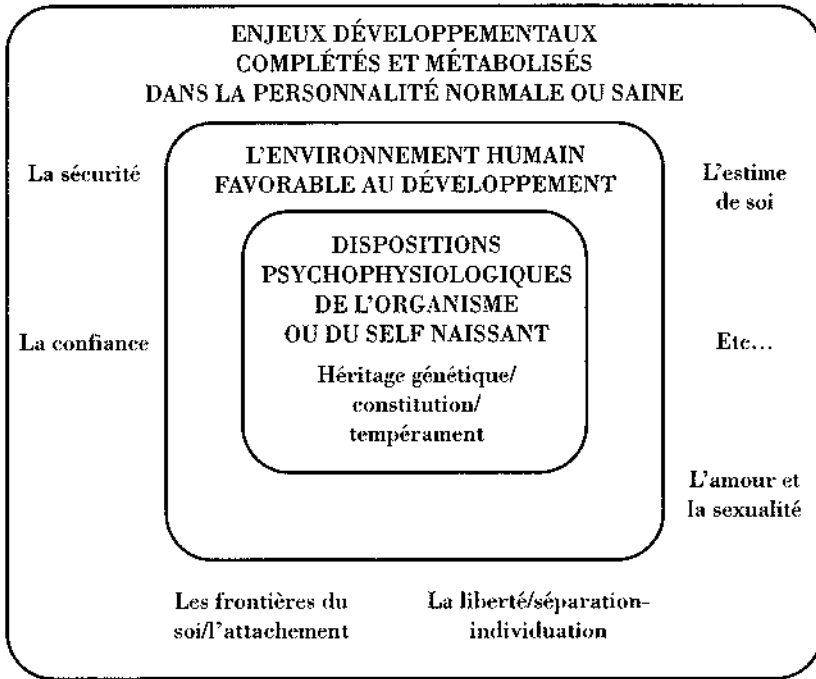 ENJEUX DÉVELOPPEMENTAUX
COMPLÉTÉS ET MÉTABOLISÉS
DANS LA PERSONNALITÉ NORMALE OU SAINE
L'ENVIRONNEMENT HUMAIN
FAVORABLE AU DÉVELOPPEMENT
La sécurité
L'estime
de soi
DISPOSITIONS
PSYCHOPHYSIOLOGIQUES
DE L'ORGANISME
OU DU SELF NAISSANT
La confiance
Etc...
Héritage génétique/
constitution/
tempérament
L'amour et
la sexualité
Les frontières du
soi/l'attachement
La liberté/séparation-
individuation